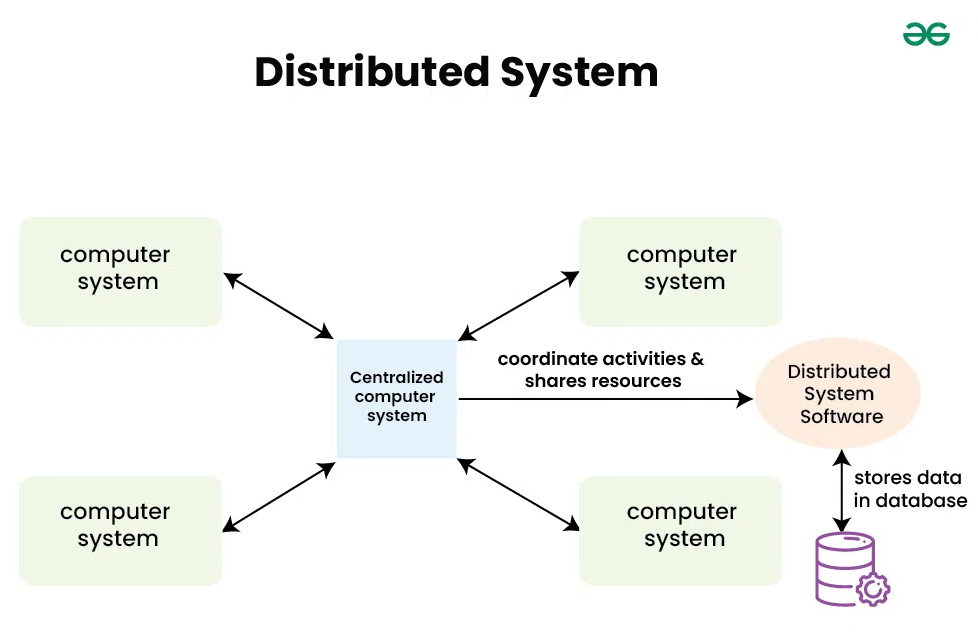 Distributed System
computer
system
computer
system
coordinate activities &
shares resources
Centralized
computer
system
Distributed
System
Software
computer
system
computer
system
stores data
in database